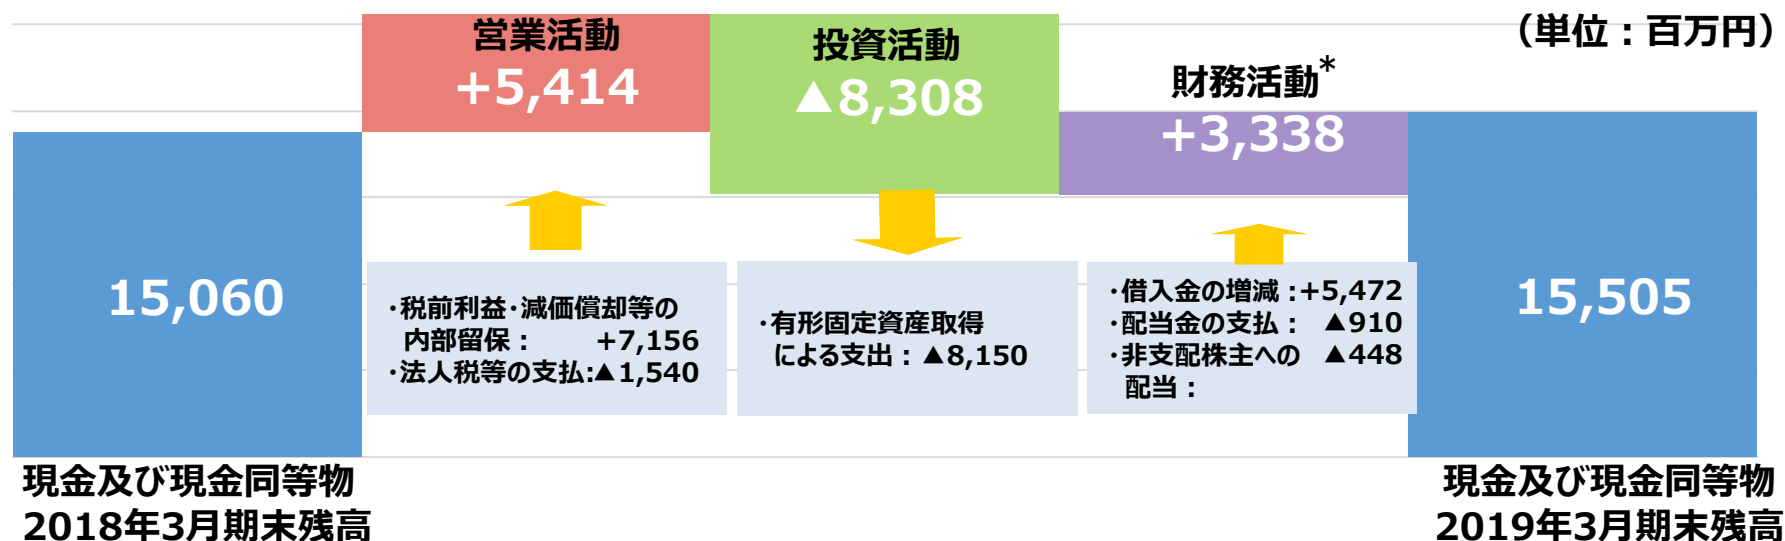 (単位:百万円)
営業活動
+5,414
投資活動
▲8,308
財務活動*
+3,338
15,060
・税前利益・減価償却等の
内部留保: +7,156
・法人税等の支払:▲1,540
・有形固定資産取得
による支出:▲8,150
・借入金の増減:+5,472
・配当金の支払: ▲910
・非支配株主への ▲448
配当:
15,505
現金及び現金同等物
2018年3月期末残高
現金及び現金同等物
2019年3月期末残高